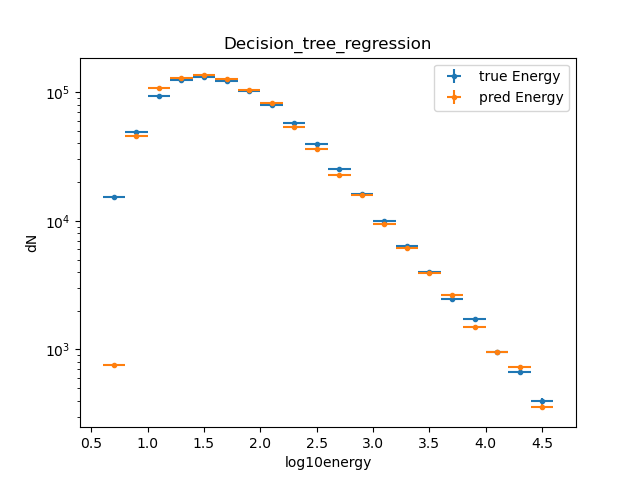 Decision_tree_regression
true Energy
pred Energy
dN
10^5
10^4
10^3
0.5 1.0 1.5 2.0 2.5 3.0 3.5 4.0 4.5
log10energy